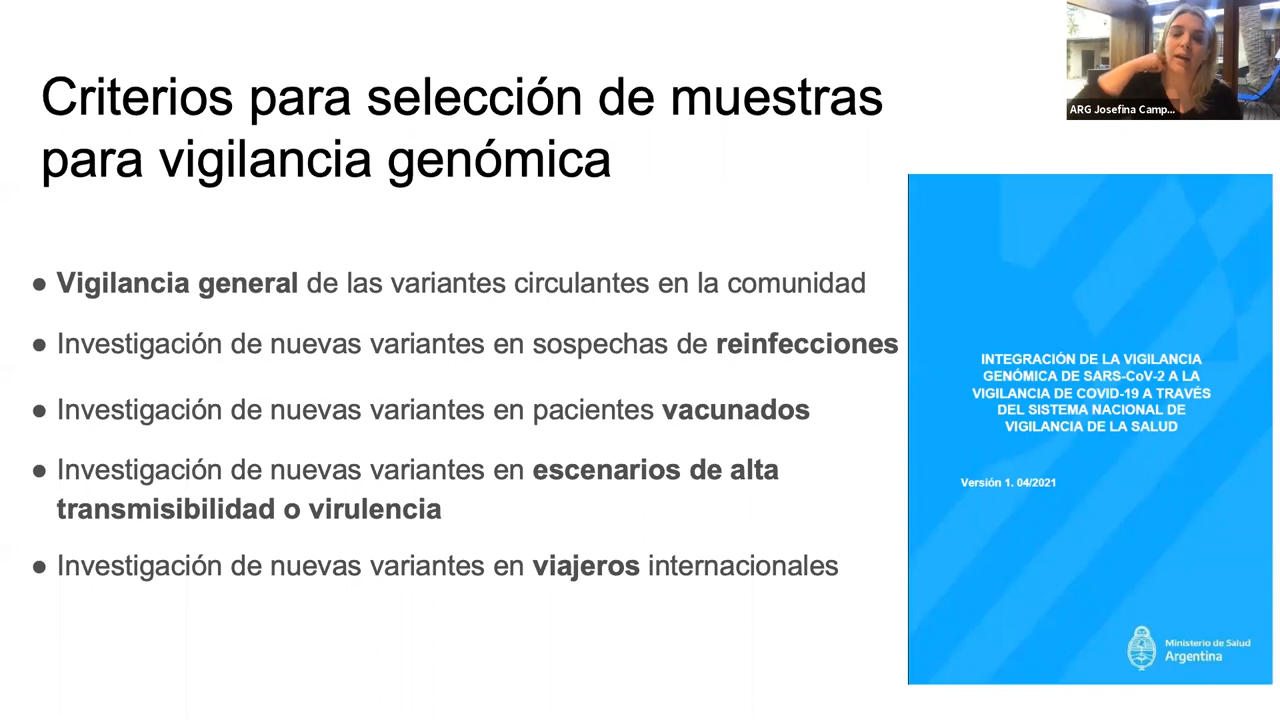 ARG Josefina Camp...
Criterios para selección de muestras
para vigilancia genómica
● Vigilancia general de las variantes circulantes en la comunidad
● Investigación de nuevas variantes en sospechas de reinfecciones
● Investigación de nuevas variantes en pacientes vacunados
● Investigación de nuevas variantes en escenarios de alta
transmisibilidad o virulencia
● Investigación de nuevas variantes en viajeros internacionales
INTEGRACIÓN DE LA VIGILANCIA
GENÓMICA DE SARS-CoV-2 A LA
VIGILANCIA DE COVID-19 A TRAVÉS
DEL SISTEMA NACIONAL DE
VIGILANCIA DE LA SALUD
Versión 1. 04/2021
Ministerio de Salud
Argentina